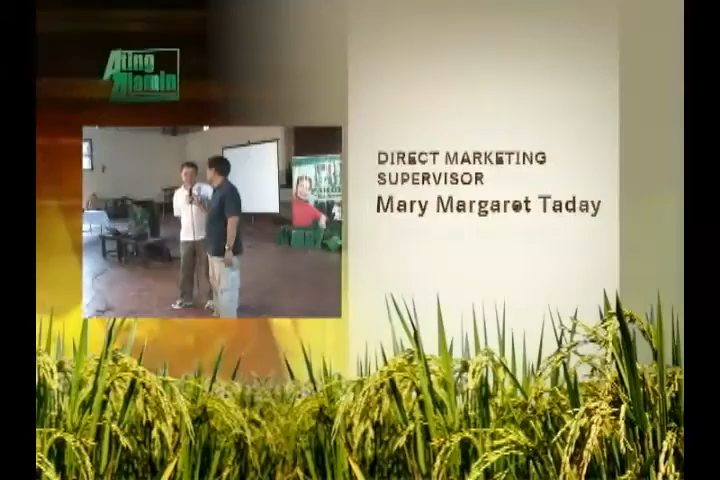 Ating
Alamin
DIRECT MARKETING
SUPERVISOR
Mary Margaret Taday